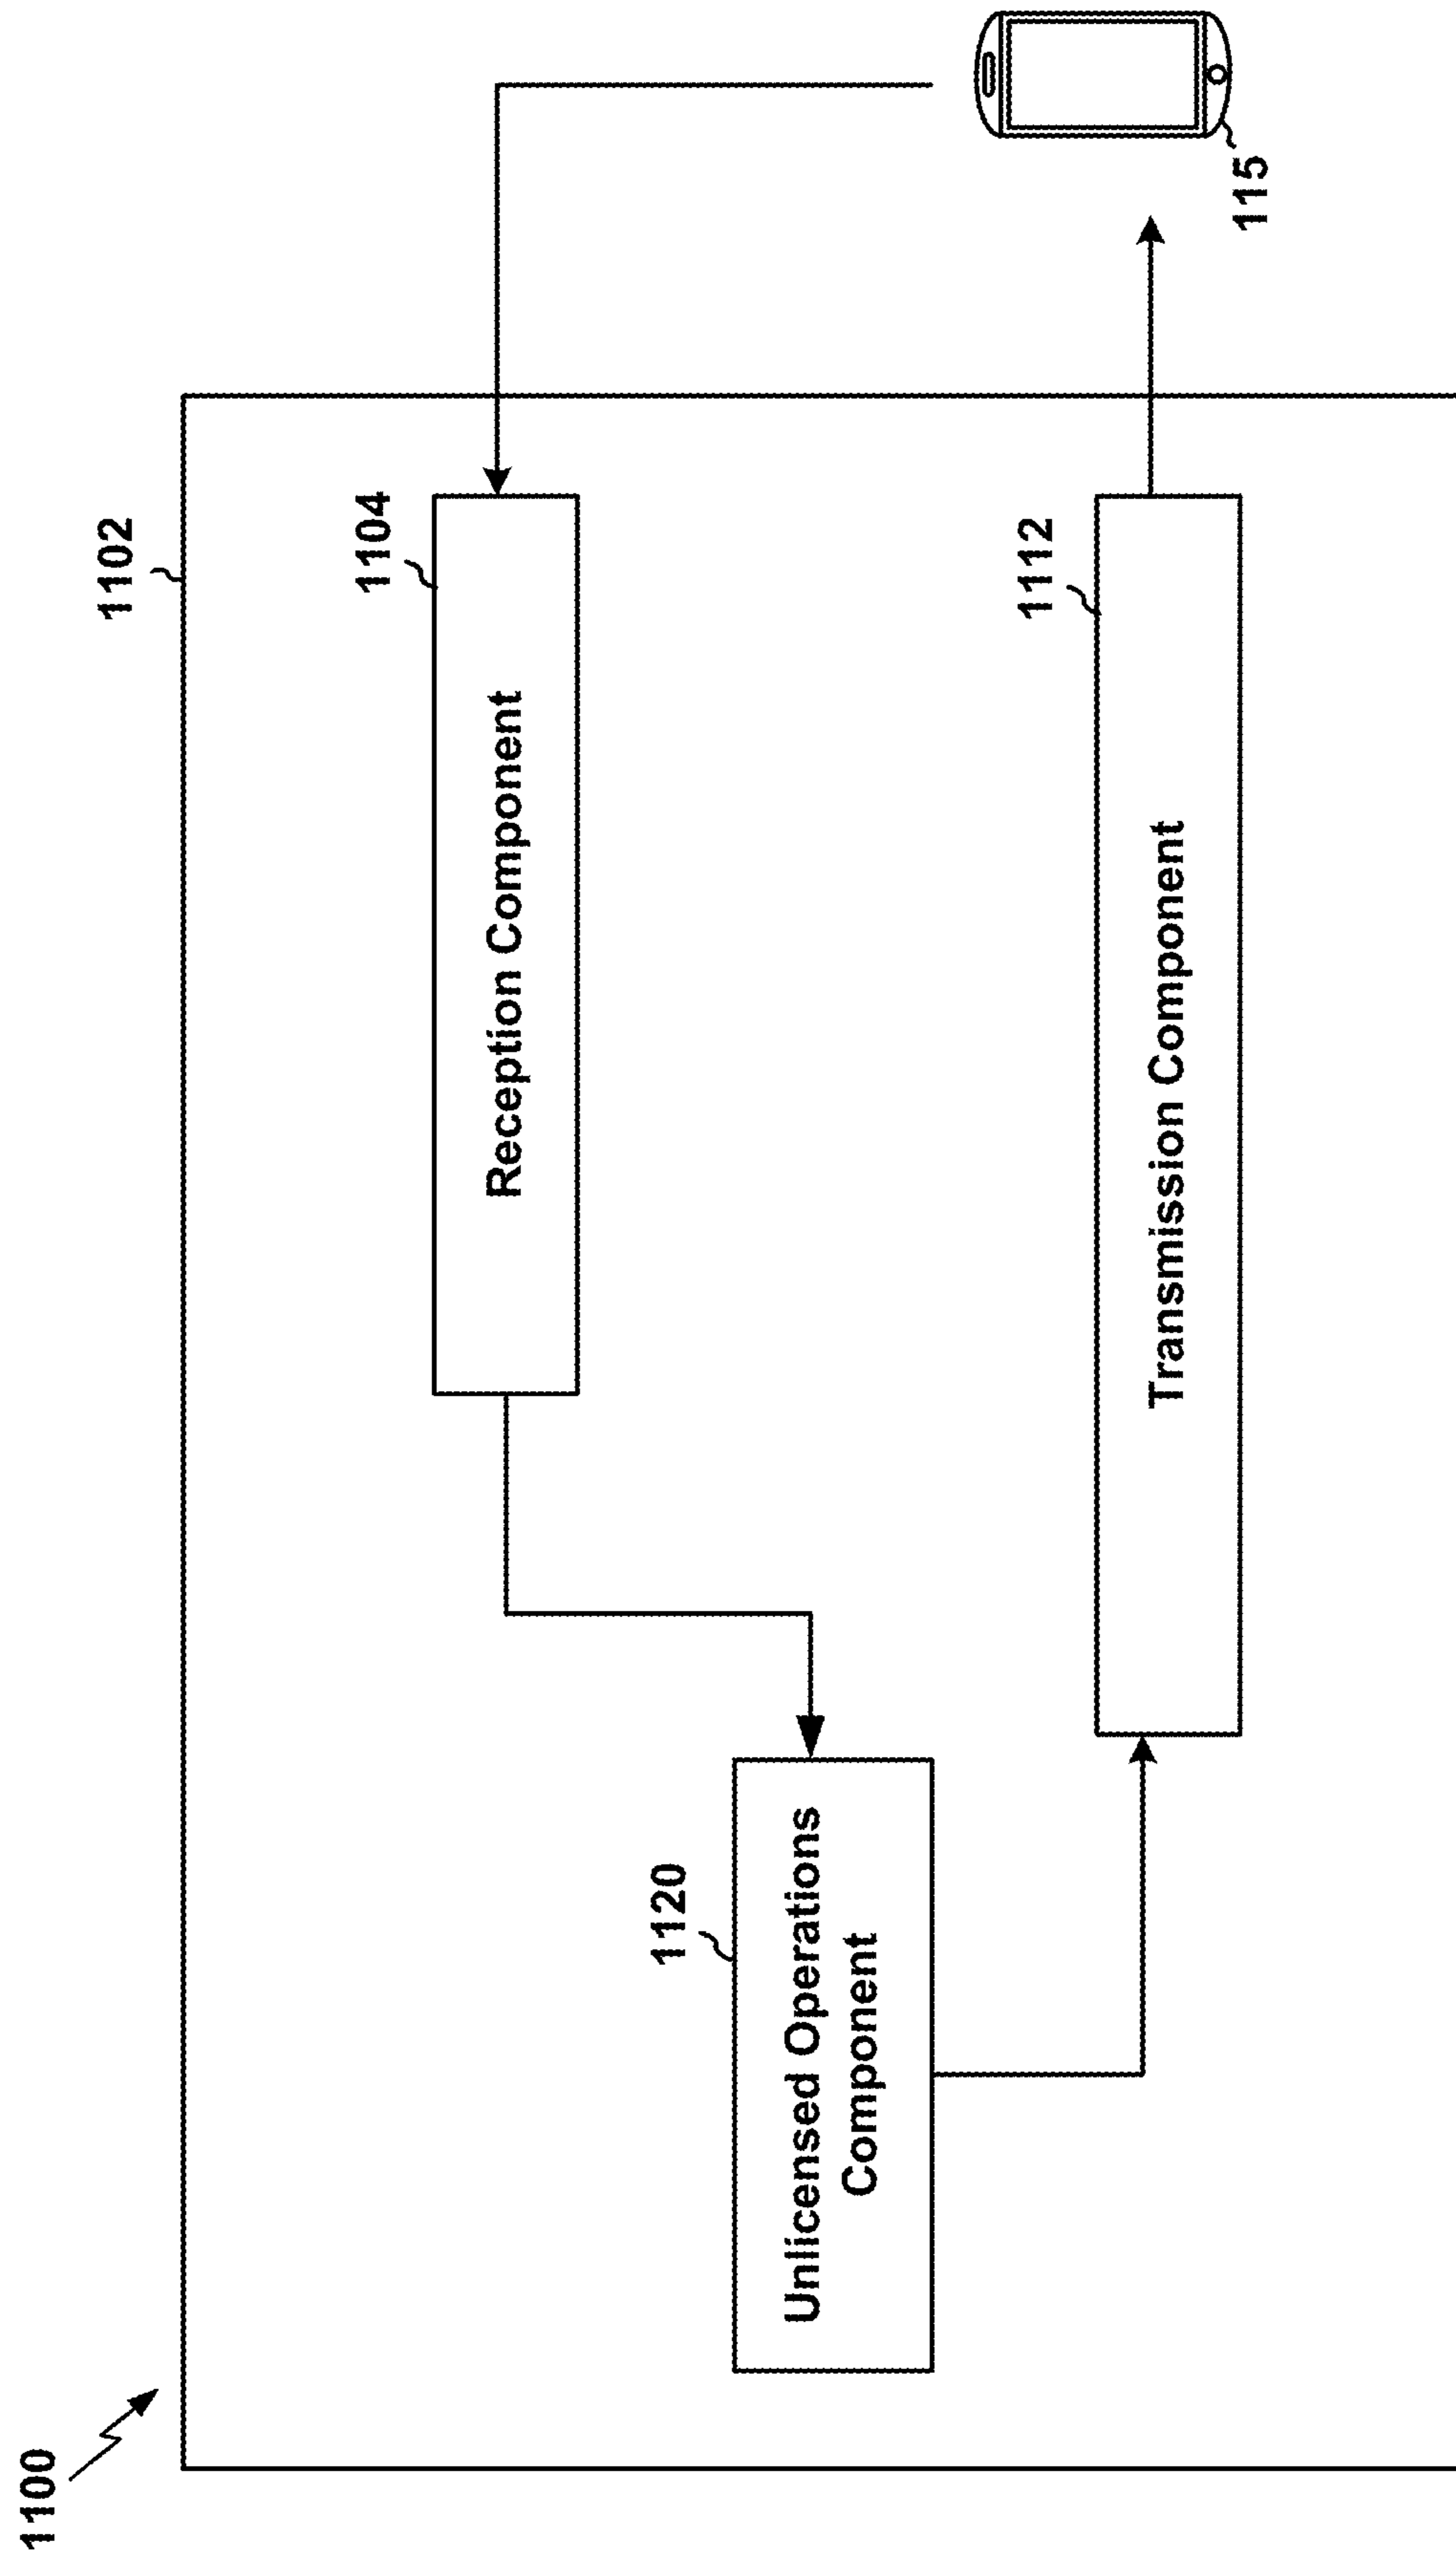 1100
1102
1104
Reception Component
1120
Unlicensed Operations
Component
1112
Transmission Component
115